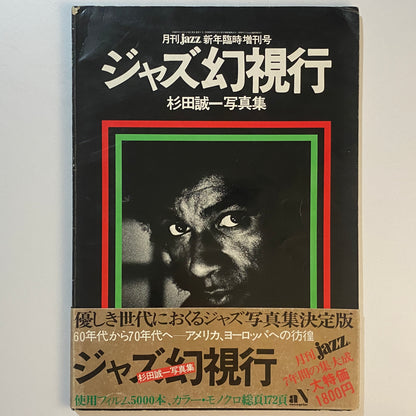 月刊jazz新年臨時増刊号
ジャズ幻視行
杉田誠一写真集
優しき世代におくるジャズ写真集決定版
60年代から70年代へ―アメリカ、ヨーロッパへの彷徨
ジャズ幻視行
杉田誠一写真集
使用フィルム5000本、カラー・モノクロ総頁172頁
月刊jazz
7年間の集大成
大特価
1800円
aN